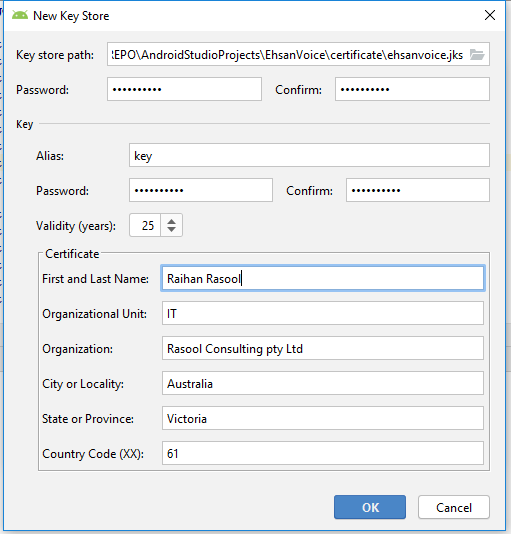 New Key Store
Key store path: :EPO\AndroidStudioProjects\EhsanVoice\certificate\ehsanvoice.jks
Password: •••••••••• Confirm: ••••••••••
Key
Alias: key
Password: •••••••••• Confirm: ••••••••••
Validity (years): 25
Certificate
First and Last Name: Raihan Rasool
Organizational Unit: IT
Organization: Rasool Consulting pty Ltd
City or Locality: Australia
State or Province: Victoria
Country Code (XX): 61
OK Cancel